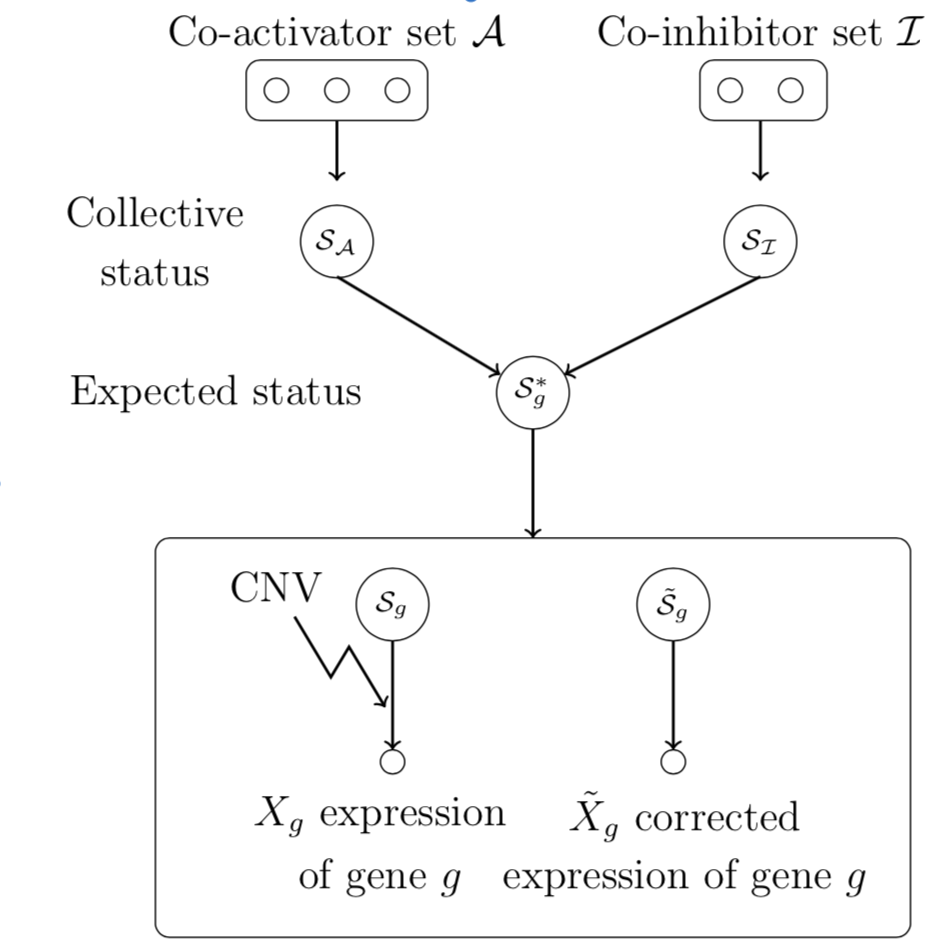 Co-activator set 𝒜
Co-inhibitor set ℐ
Collective
status
𝒮_𝒜
𝒮_ℐ
Expected status
𝒮*_g
CNV
𝒮_g
𝒮̃_g
X_g expression
of gene g
X̃_g corrected
expression of gene g